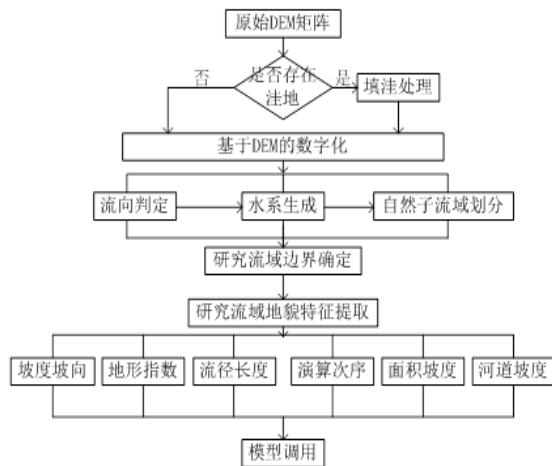 原始DEM矩阵
否
是否存在
洼地
是
填洼处理
基于DEM的数字化
流向判定
水系生成
自然子流域划分
研究流域边界确定
研究流域地貌特征提取
坡度坡向
地形指数
流径长度
演算次序
面积坡度
河道坡度
模型调用